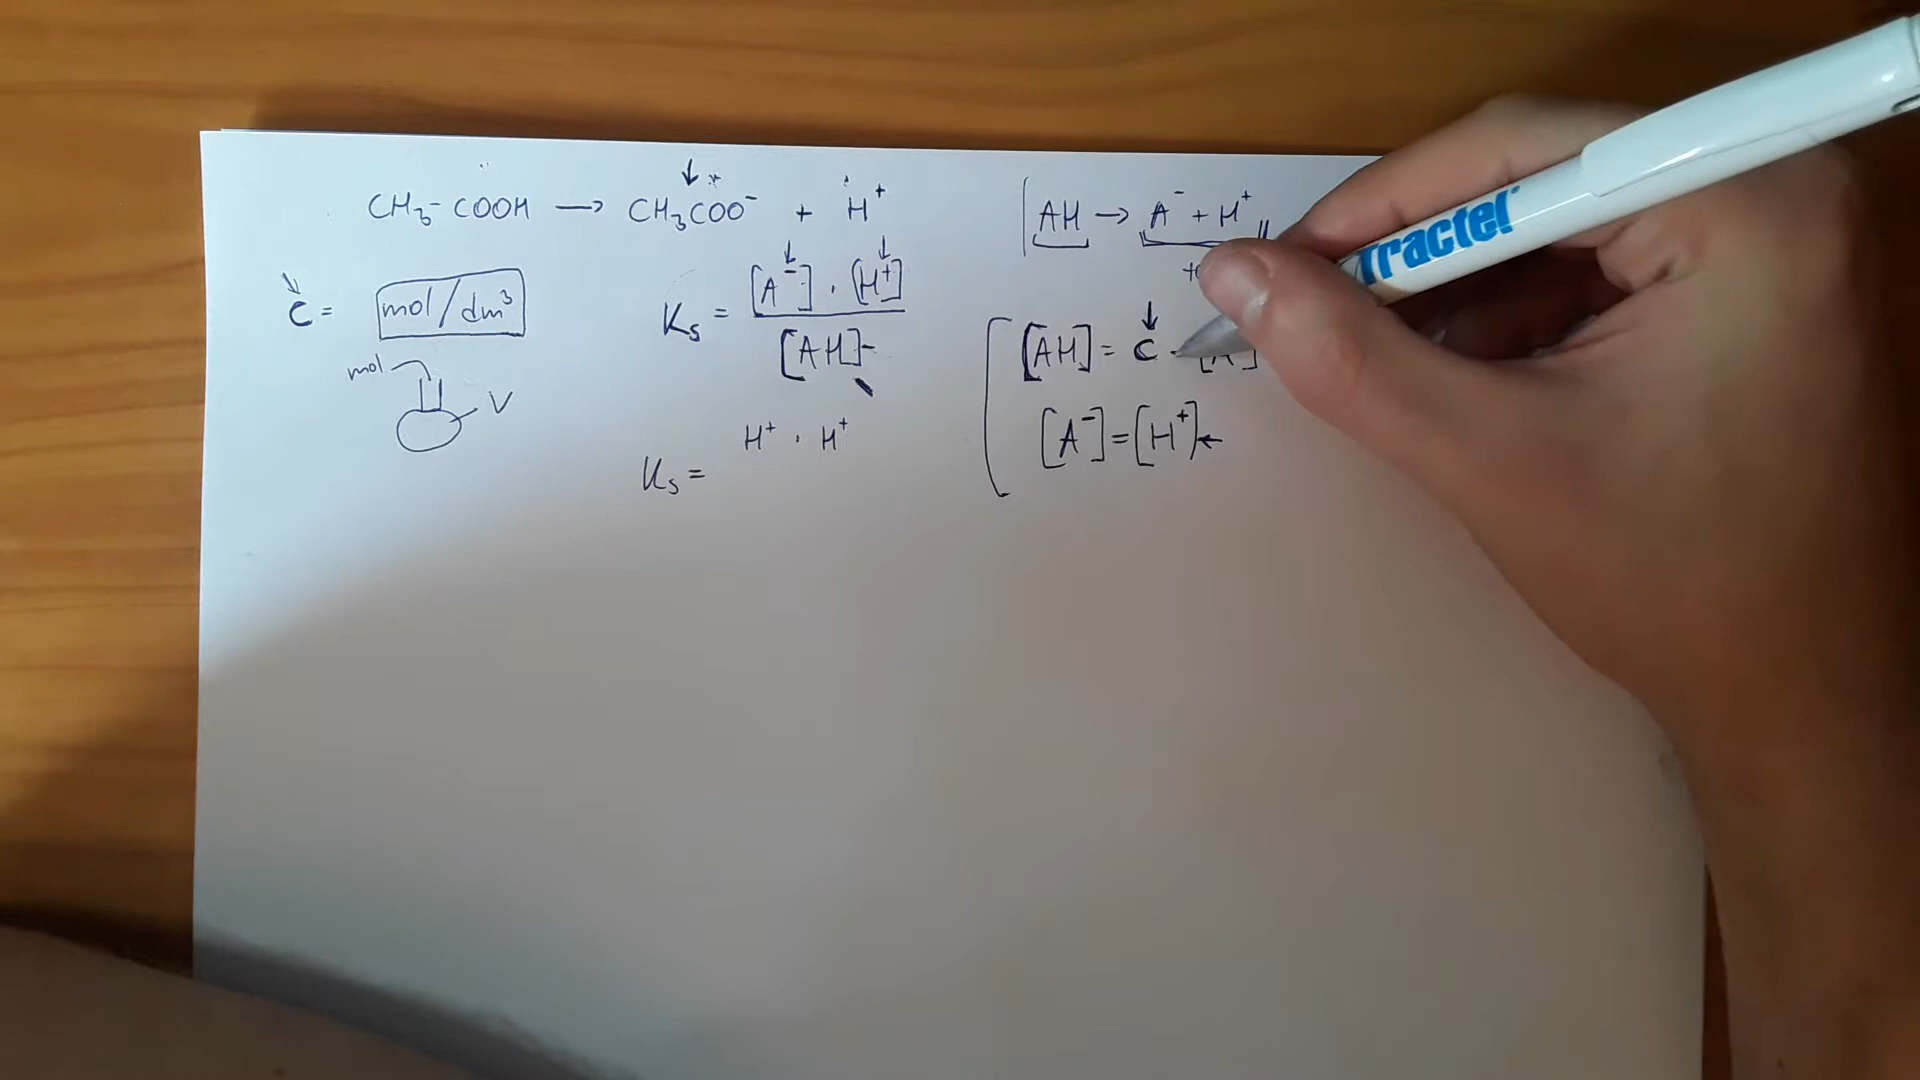 CH₃-COOH → CH₃COO⁻ + H⁺
AH → A⁻ + H⁺
c = mol/dm³
Ks = [A⁻] · [H⁺]
[AH]
[AH] = c - [A⁻]
[A⁻] = [H⁺]
mol
V
H⁺ · H⁺
Ks =
Tractel